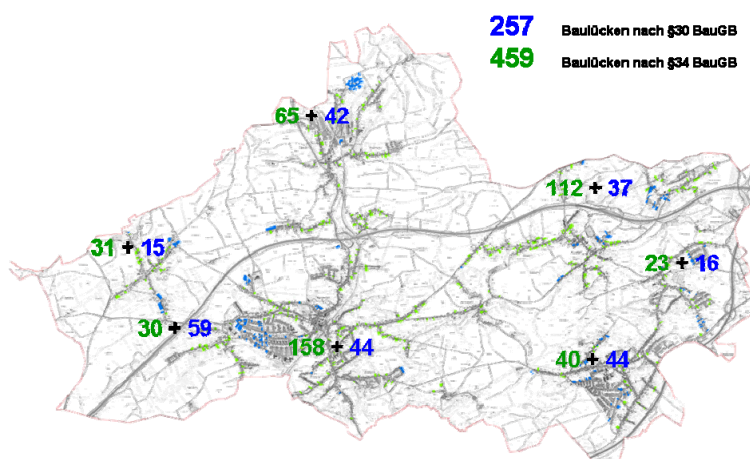 257 Baulücken nach §30 BauGB
459 Baulücken nach §34 BauGB
65 + 42
112 + 37
31 + 15
23 + 16
30 + 59
158 + 44
40 + 44